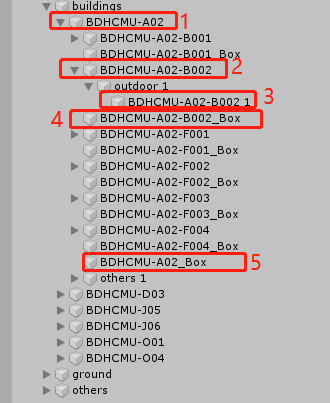 buildings
BDHCMU-A02 1
BDHCMU-A02-B001
BDHCMU-A02-B001_Box
BDHCMU-A02-B002 2
outdoor 1 3
BDHCMU-A02-B002 1
4 BDHCMU-A02-B002_Box
BDHCMU-A02-F001
BDHCMU-A02-F001_Box
BDHCMU-A02-F002
BDHCMU-A02-F002_Box
BDHCMU-A02-F003
BDHCMU-A02-F003_Box
BDHCMU-A02-F004
BDHCMU-A02-F004_Box
BDHCMU-A02_Box 5
others 1
BDHCMU-D03
BDHCMU-J05
BDHCMU-J06
BDHCMU-O01
BDHCMU-O04
ground
others